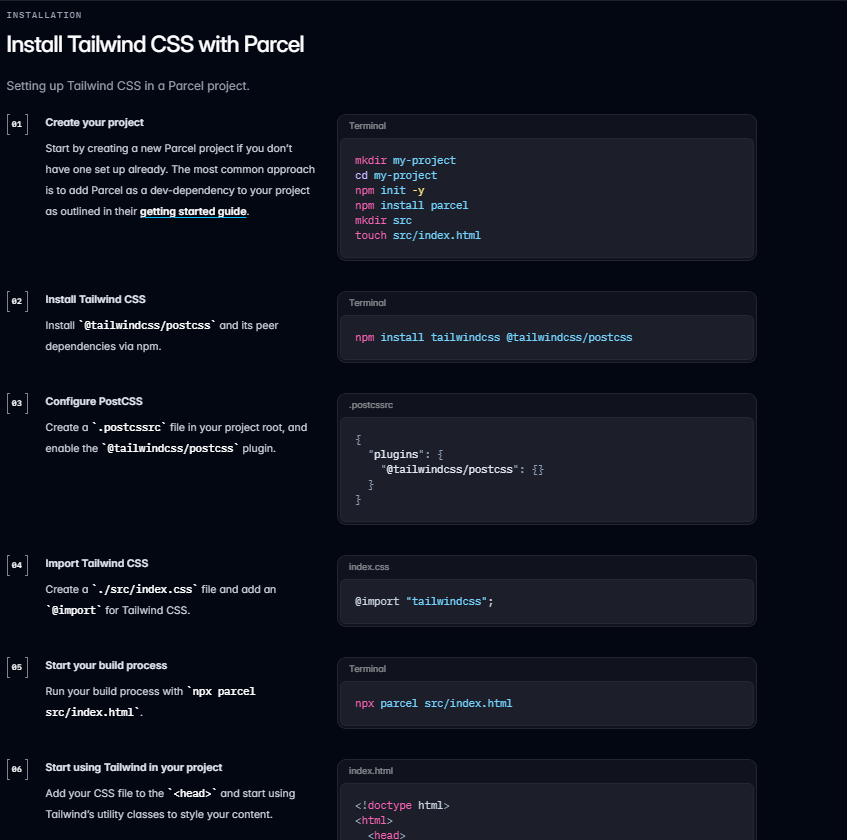 INSTALLATION
Install Tailwind CSS with Parcel
Setting up Tailwind CSS in a Parcel project.
01
Create your project
Start by creating a new Parcel project if you don’t
have one set up already. The most common approach
is to add Parcel as a dev-dependency to your project
as outlined in their getting started guide.
Terminal
mkdir my-project
cd my-project
npm init -y
npm install parcel
mkdir src
touch src/index.html
02
Install Tailwind CSS
Install `@tailwindcss/postcss` and its peer
dependencies via npm.
Terminal
npm install tailwindcss @tailwindcss/postcss
03
Configure PostCSS
Create a `.postcssrc` file in your project root, and
enable the `@tailwindcss/postcss` plugin.
.postcssrc
{
  "plugins": {
    "@tailwindcss/postcss": {}
  }
}
04
Import Tailwind CSS
Create a `./src/index.css` file and add an
`@import` for Tailwind CSS.
index.css
@import "tailwindcss";
05
Start your build process
Run your build process with `npx parcel
src/index.html`.
Terminal
npx parcel src/index.html
06
Start using Tailwind in your project
Add your CSS file to the `<head>` and start using
Tailwind’s utility classes to style your content.
index.html
<!doctype html>
<html>
  <head>